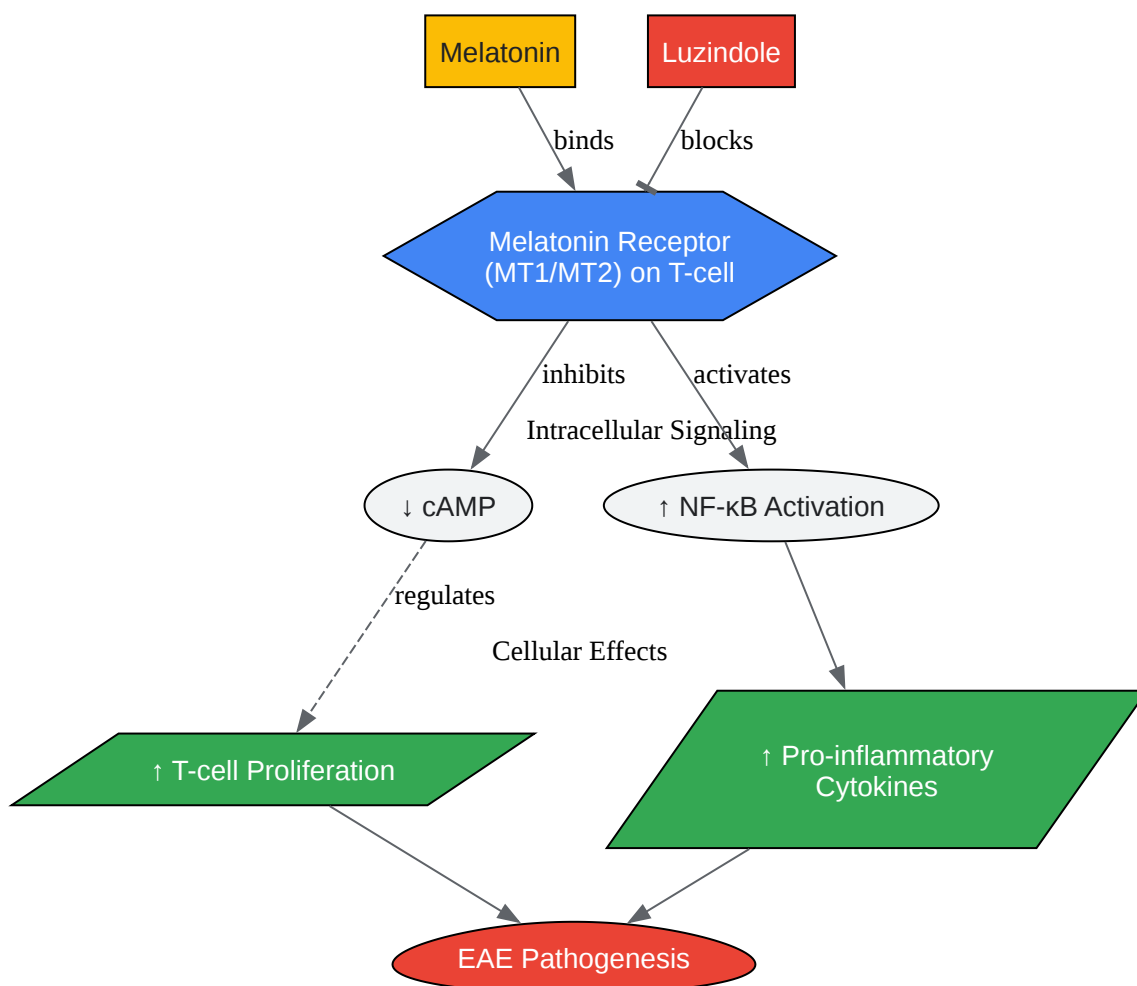 Melatonin
Luzindole
binds
blocks
Melatonin Receptor
(MT1/MT2) on T-cell
inhibits
activates
Intracellular Signaling
↓ cAMP
↑ NF-κB Activation
regulates
Cellular Effects
↑ T-cell Proliferation
↑ Pro-inflammatory
Cytokines
EAE Pathogenesis